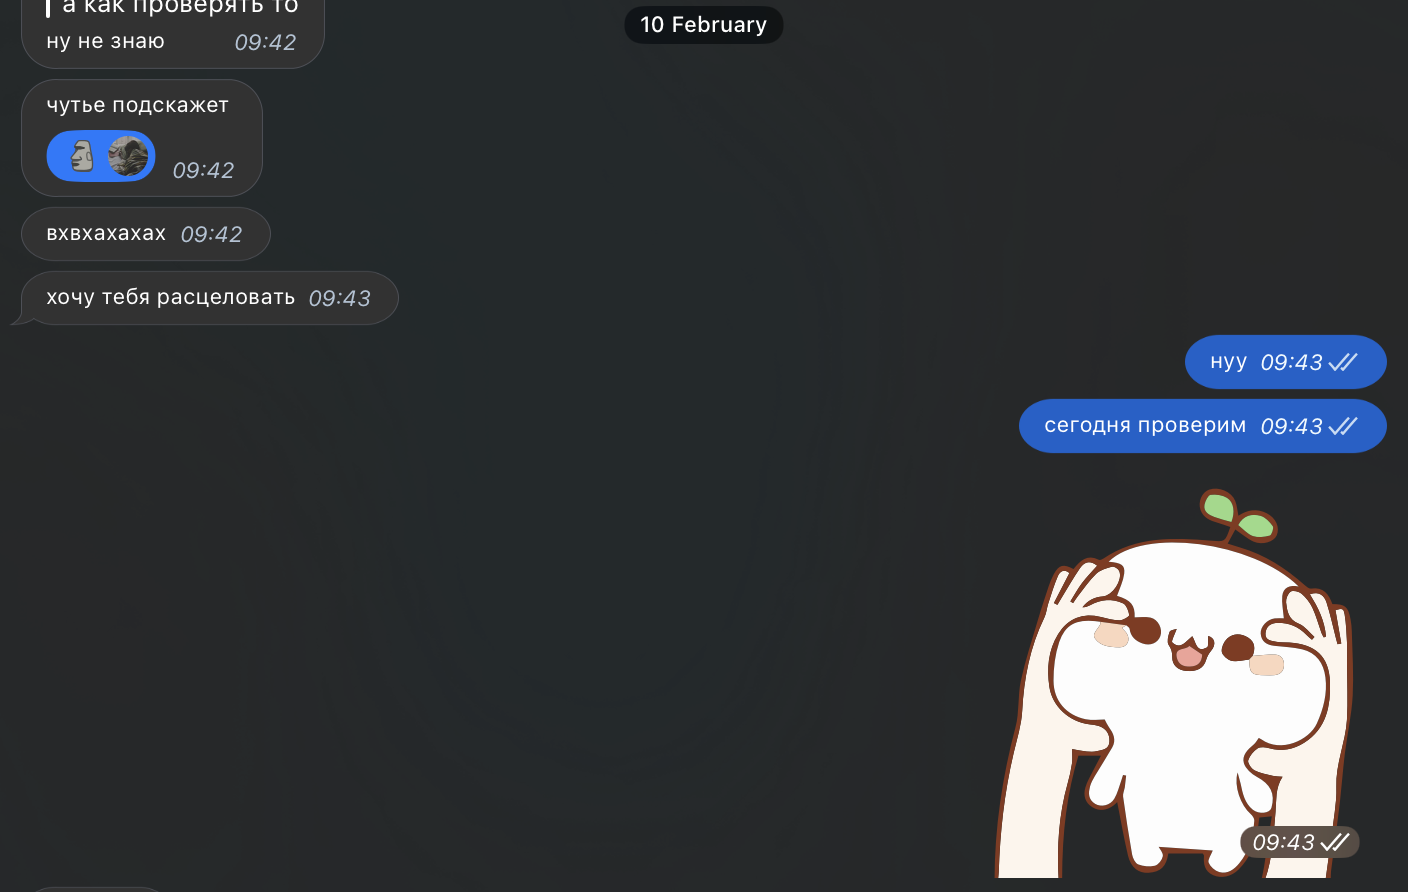 а как проверять то
10 February
ну не знаю 09:42
чутье подскажет
09:42
вхвхахахах 09:42
хочу тебя расцеловать 09:43
нуу 09:43
сегодня проверим 09:43
09:43